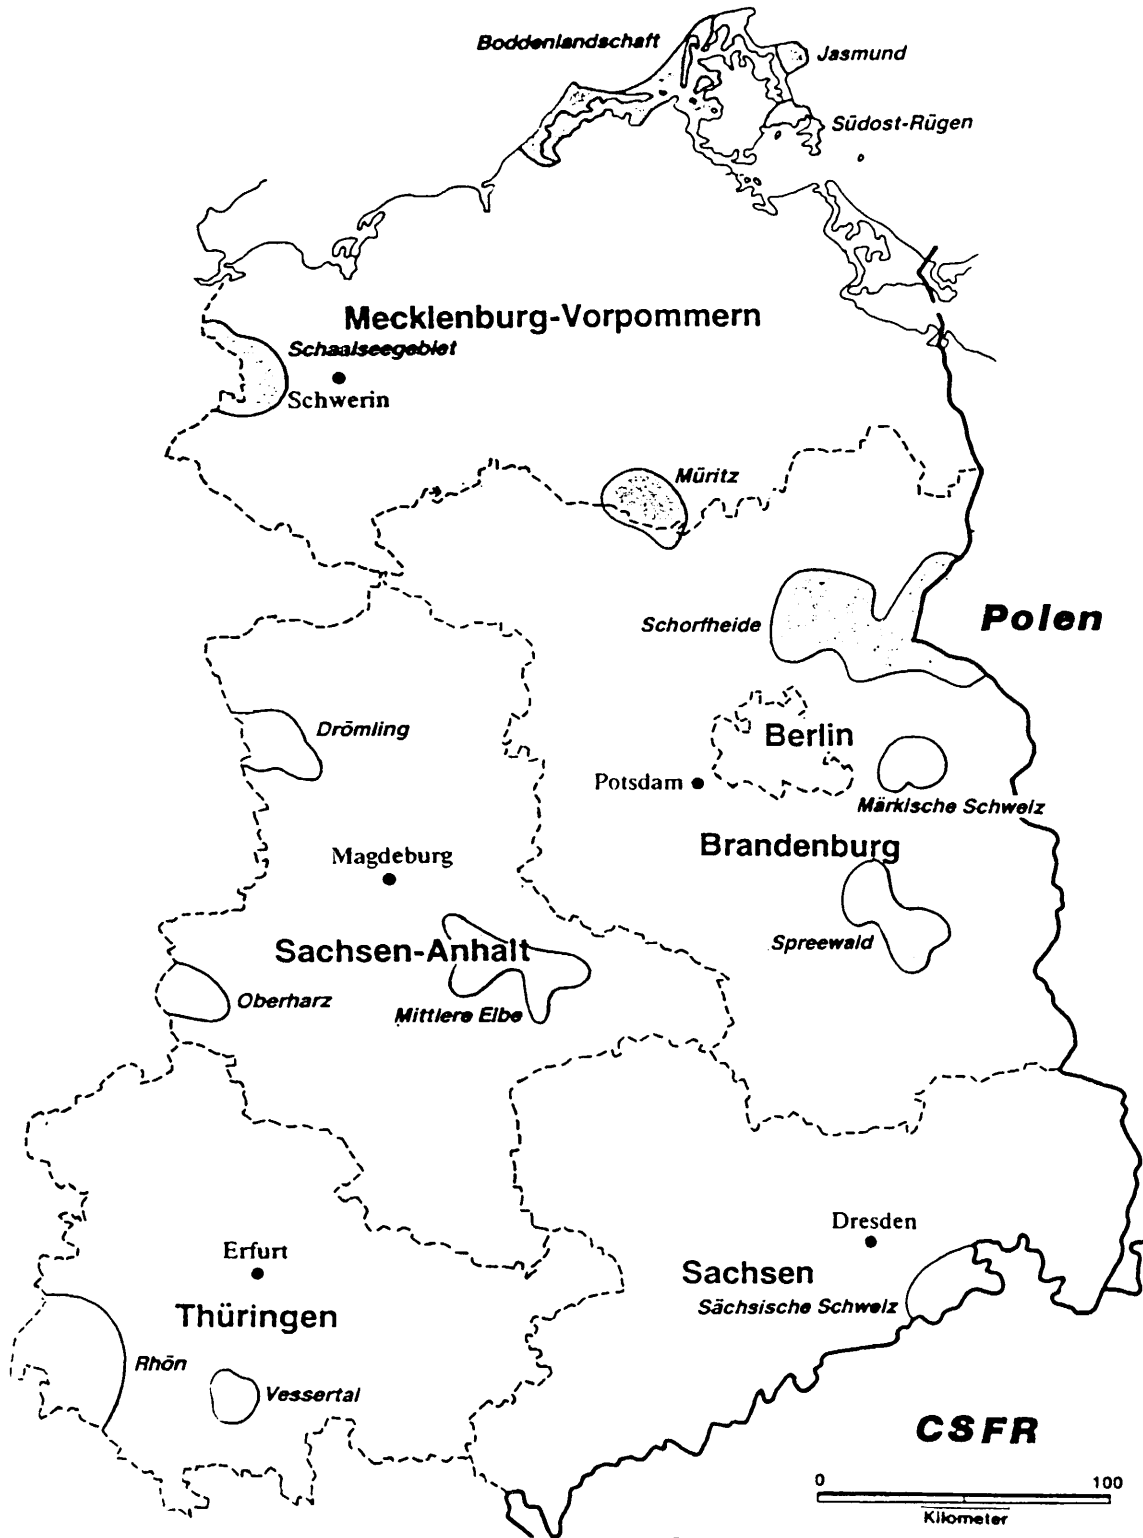 Boddenlandschaft
Jasmund
Südost-Rügen
Mecklenburg-Vorpommern
Schaalseegebiet
Schwerin
Müritz
Schorfheide
Polen
Drömling
Berlin
Potsdam
Märkische Schweiz
Brandenburg
Magdeburg
Sachsen-Anhalt
Spreewald
Oberharz
Mittlere Elbe
Dresden
Erfurt
Sachsen
Sächsische Schweiz
Thüringen
Rhön
Vessertal
CSFR
0 100
Kilometer